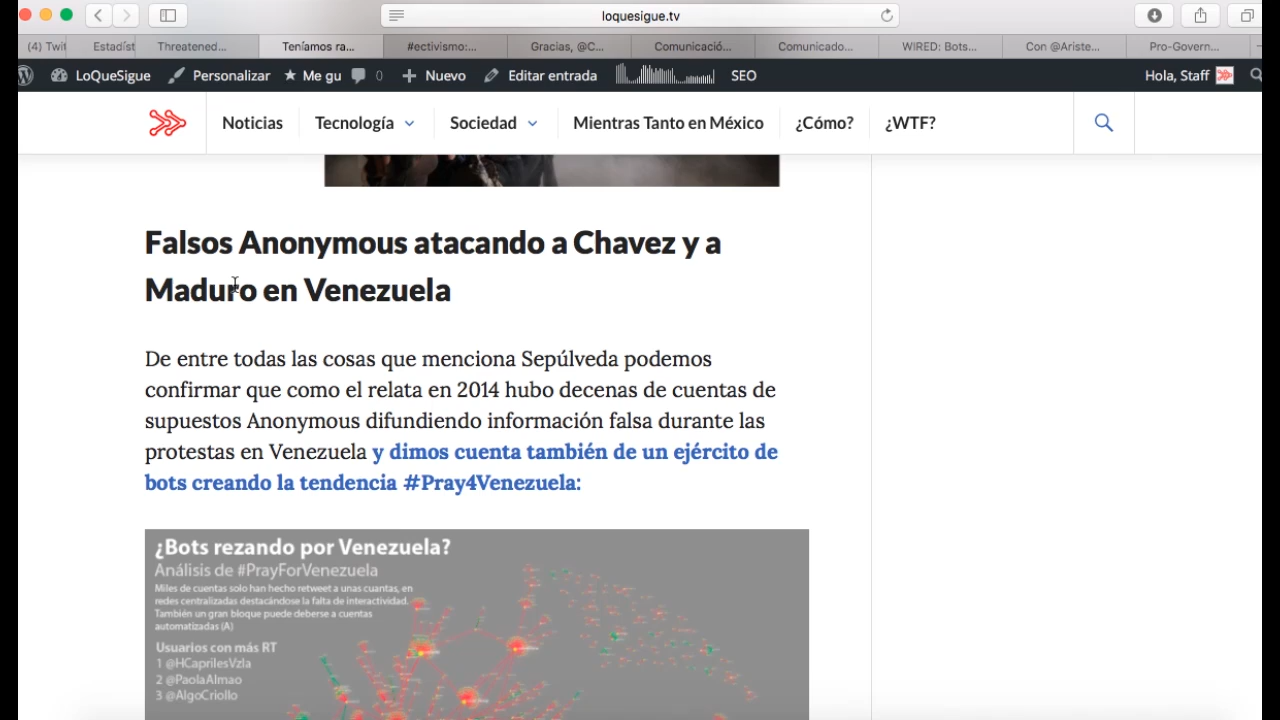 loquesigue.tv
(4) Twit
Estadíst
Threatened...
Teníamos ra...
#ectivismo:...
Gracias, @C...
Comunicació...
Comunicado...
WIRED: Bots...
Con @Ariste...
Pro-Govern...
LoQueSigue
Personalizar
Me gu
0
Nuevo
Editar entrada
SEO
Hola, Staff
Noticias
Tecnología
Sociedad
Mientras Tanto en México
¿Cómo?
¿WTF?
Falsos Anonymous atacando a Chavez y a
Maduro en Venezuela
De entre todas las cosas que menciona Sepúlveda podemos
confirmar que como el relata en 2014 hubo decenas de cuentas de
supuestos Anonymous difundiendo información falsa durante las
protestas en Venezuela y dimos cuenta también de un ejército de
bots creando la tendencia #Pray4Venezuela:
¿Bots rezando por Venezuela?
Análisis de #PrayForVenezuela
Miles de cuentas solo han hecho retweet a unas cuantas, en
redes centralizadas destacándose la falta de interactividad.
También un gran bloque puede deberse a cuentas
automatizadas (A)
Usuarios con más RT
1 @HCaprilesVzla
2 @PaolaAlmao
3 @AlgoCriollo